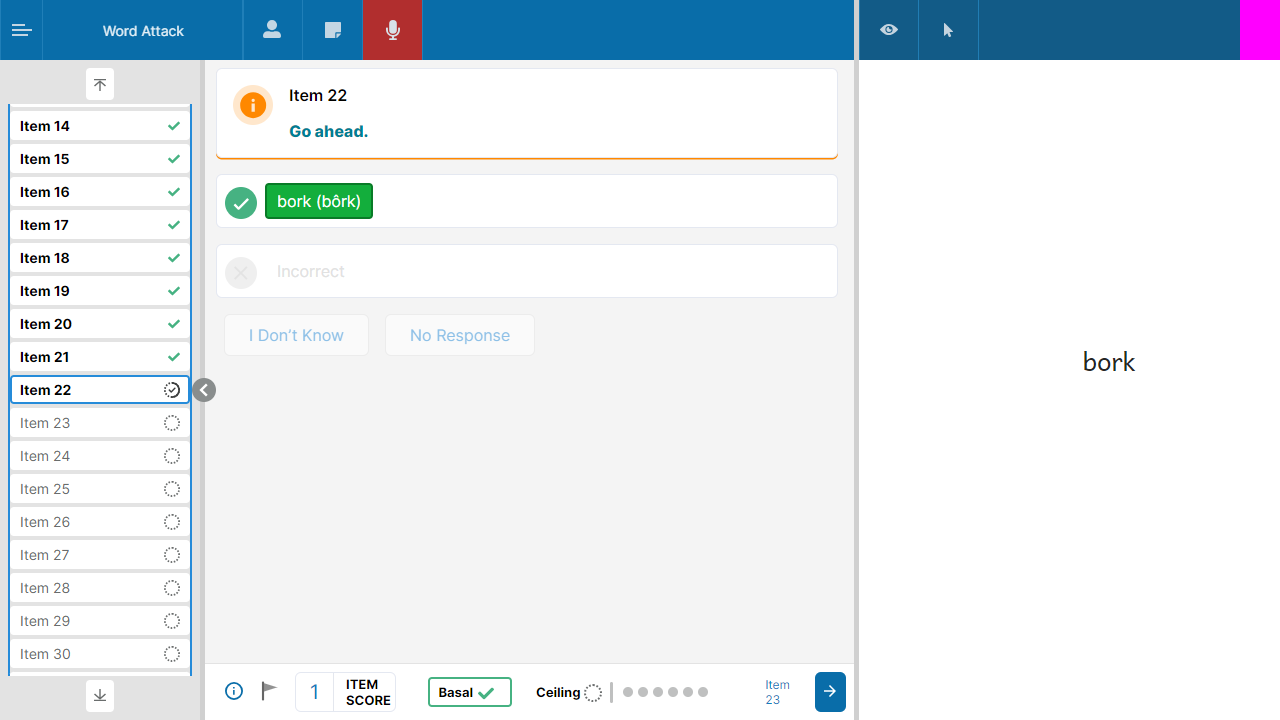 Word Attack
Item 14
Item 15
Item 16
Item 17
Item 18
Item 19
Item 20
Item 21
Item 22
Item 23
Item 24
Item 25
Item 26
Item 27
Item 28
Item 29
Item 30
Item 22
Go ahead.
bork (bôrk)
Incorrect
I Don't Know
No Response
1
ITEM
SCORE
Basal
Ceiling
Item
23
bork